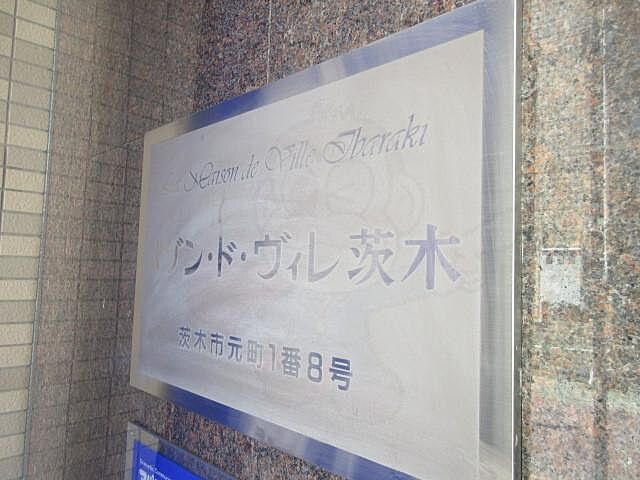 La Maison de Ville Ibaraki
ゾン・ド・ヴィレ茨木
茨木市元町1番8号